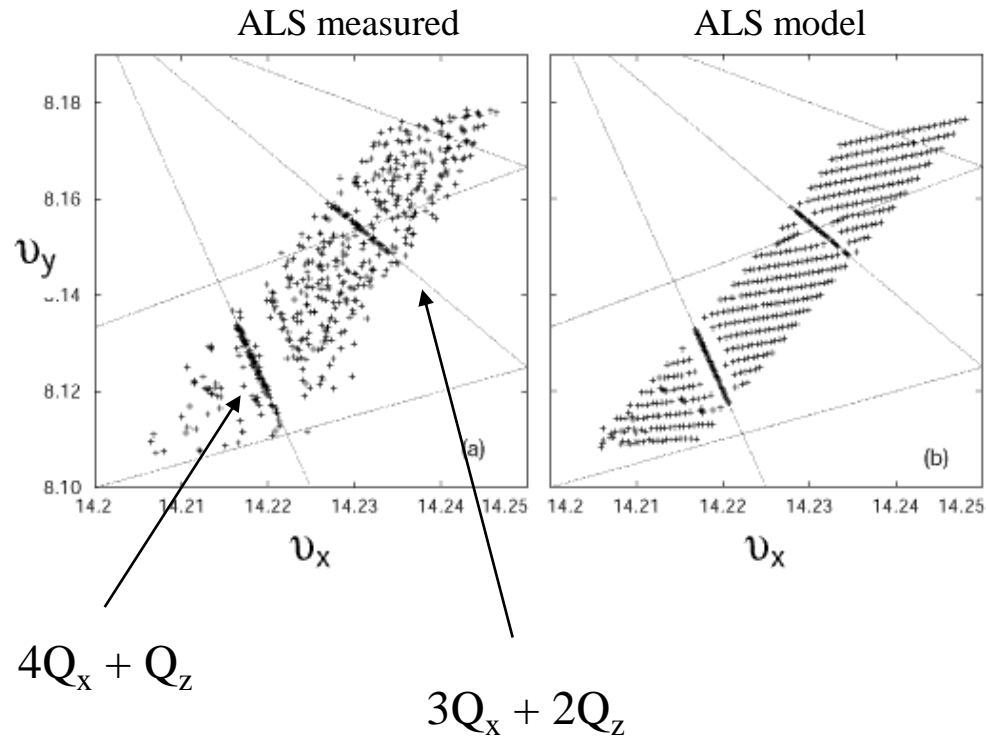 ALS measured
ALS model
8.18
8.16
υy
8.12
8.10
(a)
(b)
14.2 14.21 14.22 14.23 14.24 14.25
14.2 14.21 14.22 14.23 14.24 14.25
υx
υx
4Qx + Qz
3Qx + 2Qz